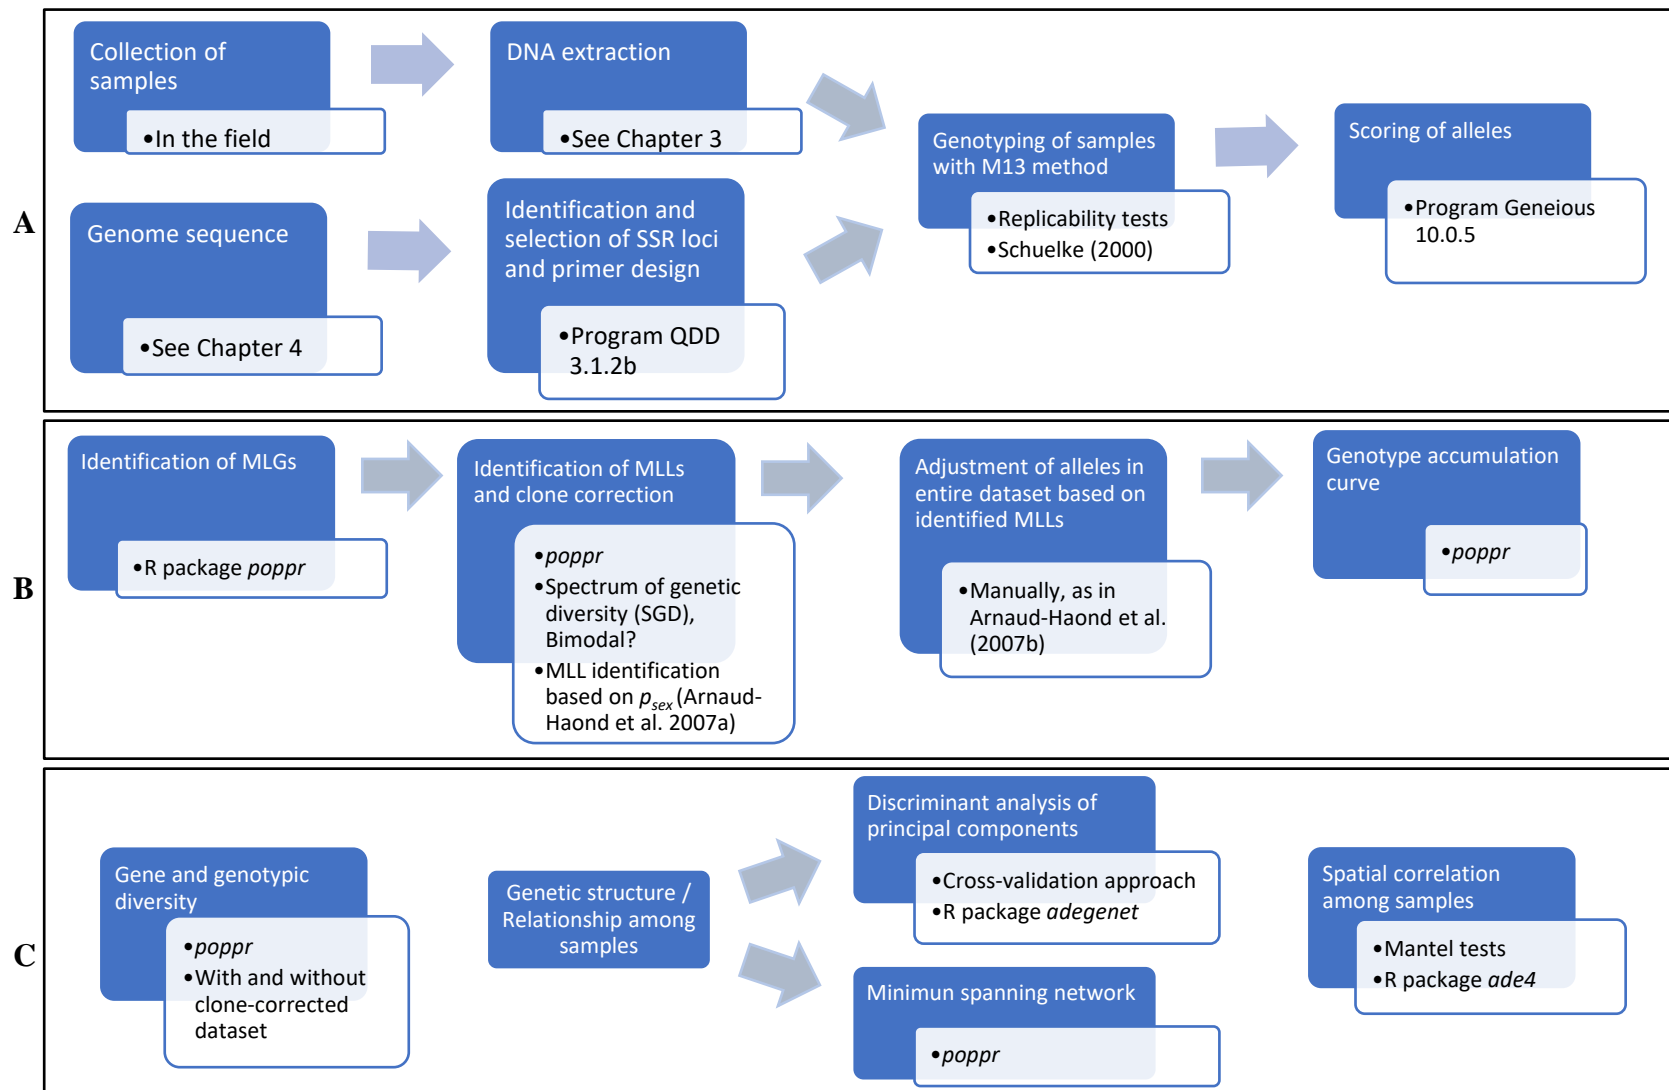 A
Collection of
samples
•In the field
DNA extraction
•See Chapter 3
Genome sequence
•See Chapter 4
Identification and
selection of SSR loci
and primer design
•Program QDD
3.1.2b
Genotyping of samples
with M13 method
•Replicability tests
•Schuelke (2000)
Scoring of alleles
•Program Geneious
10.0.5
B
Identification of MLGs
•R package poppr
Identification of MLLs
and clone correction
•poppr
•Spectrum of genetic
diversity (SGD),
Bimodal?
•MLL identification
based on psex (Arnaud-
Haond et al. 2007a)
Adjustment of alleles in
entire dataset based on
identified MLLs
•Manually, as in
Arnaud-Haond et al.
(2007b)
Genotype accumulation
curve
•poppr
C
Gene and genotypic
diversity
•poppr
•With and without
clone-corrected
dataset
Genetic structure /
Relationship among
samples
Discriminant analysis of
principal components
•Cross-validation approach
•R package adegenet
Minimun spanning network
•poppr
Spatial correlation
among samples
•Mantel tests
•R package ade4